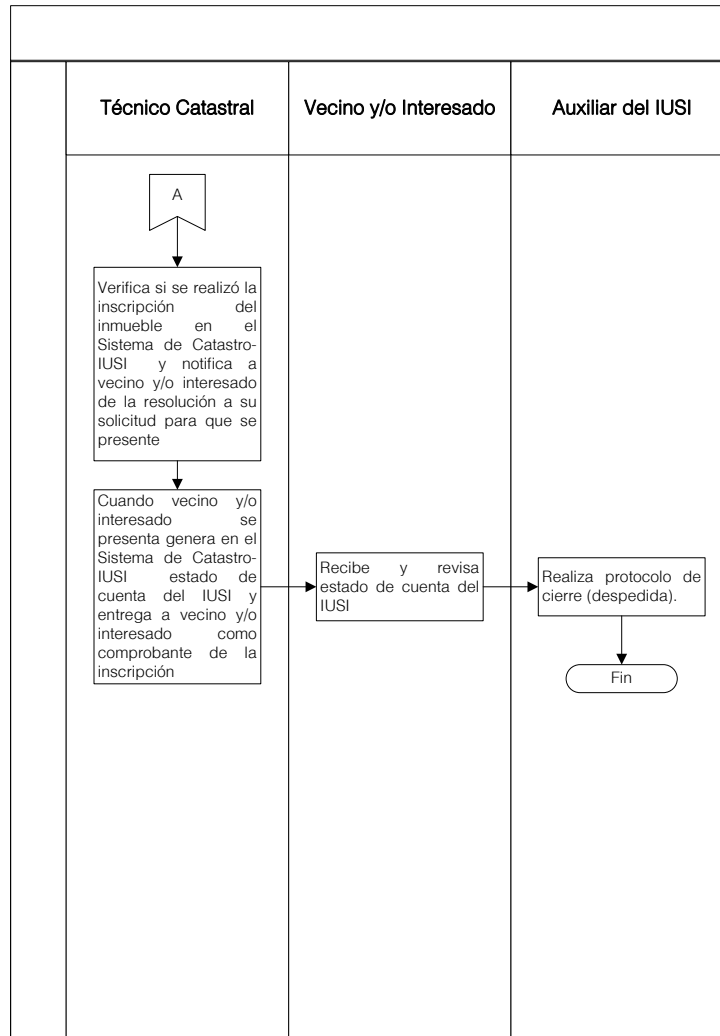 Técnico Catastral
Vecino y/o Interesado
Auxiliar del IUSI
A
Verifica si se realizó la
inscripción del
inmueble en el
Sistema de Catastro-
IUSI y notifica a
vecino y/o interesado
de la resolución a su
solicitud para que se
presente
Cuando vecino y/o
interesado se
presenta genera en el
Sistema de Catastro-
IUSI estado de
cuenta del IUSI y
entrega a vecino y/o
interesado como
comprobante de la
inscripción
Recibe y revisa
estado de cuenta del
IUSI
Realiza protocolo de
cierre (despedida).
Fin